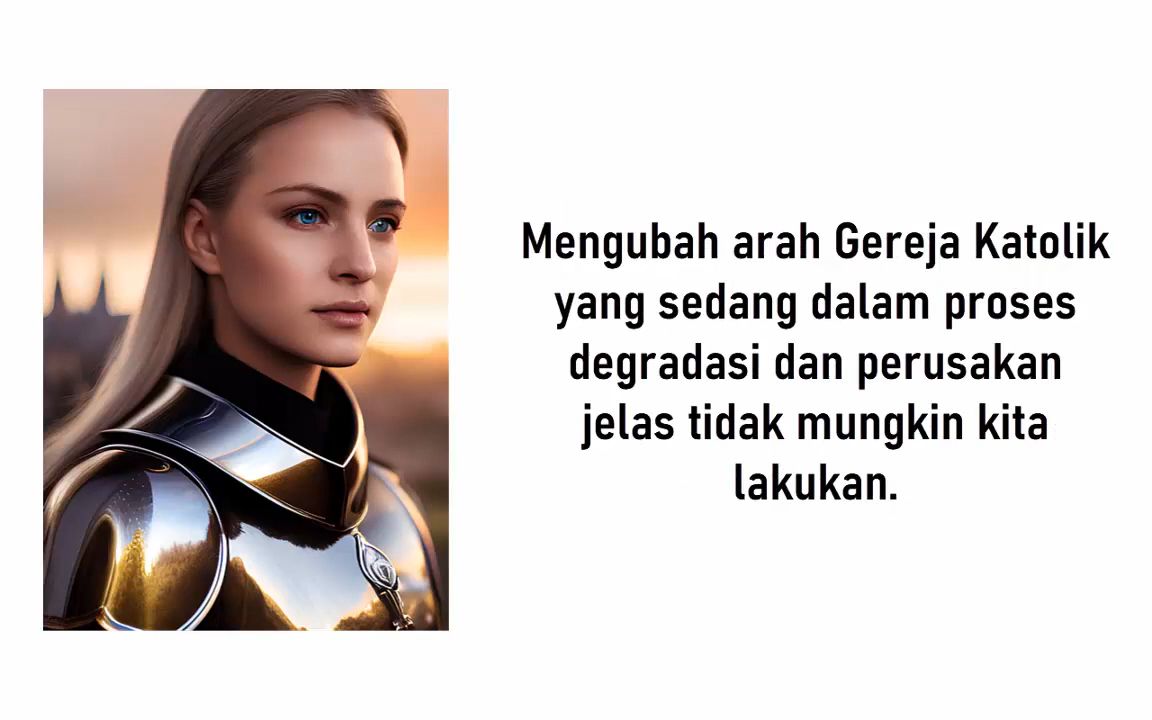 Mengubah arah Gereja Katolik
yang sedang dalam proses
degradasi dan perusakan
jelas tidak mungkin kita
lakukan.